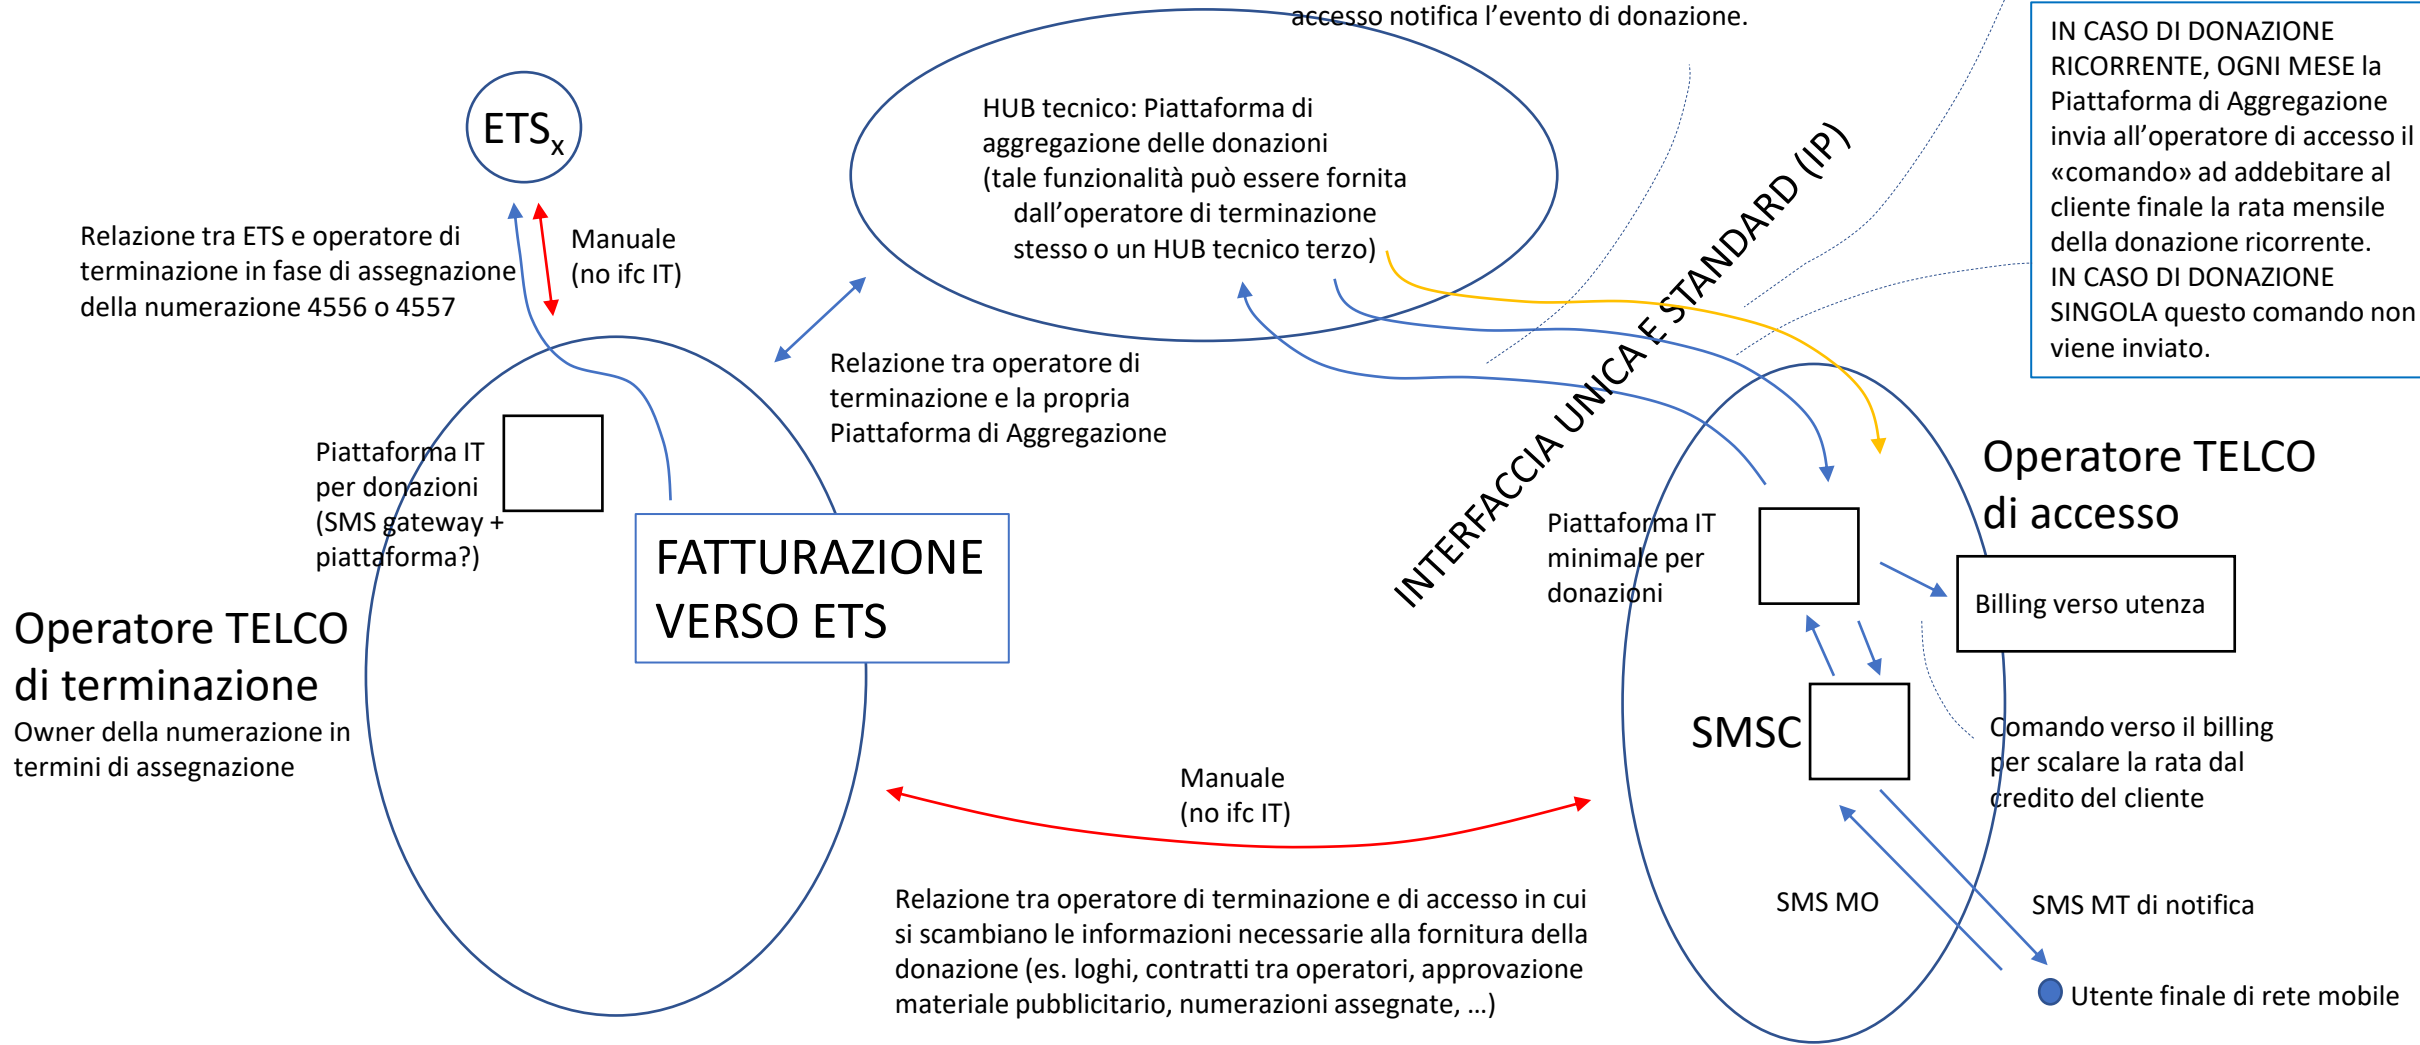 accesso notifica l'evento di donazione.
IN CASO DI DONAZIONE
RICORRENTE, OGNI MESE la
Piattaforma di Aggregazione
invia all'operatore di accesso il
«comando» ad addebitare al
cliente finale la rata mensile
della donazione ricorrente.
IN CASO DI DONAZIONE
SINGOLA questo comando non
viene inviato.
ETSx
HUB tecnico: Piattaforma di
aggregazione delle donazioni
(tale funzionalità può essere fornita
dall'operatore di terminazione
stesso o un HUB tecnico terzo)
Relazione tra ETS e operatore di
terminazione in fase di assegnazione
della numerazione 4556 o 4557
Manuale
(no ifc IT)
INTERFACCIA UNICA E STANDARD (IP)
Relazione tra operatore di
terminazione e la propria
Piattaforma di Aggregazione
Piattaforma IT
per donazioni
(SMS gateway +
piattaforma?)
FATTURAZIONE
VERSO ETS
Operatore TELCO
di terminazione
Owner della numerazione in
termini di assegnazione
Operatore TELCO
di accesso
Piattaforma IT
minimale per
donazioni
Billing verso utenza
SMSC
Comando verso il billing
per scalare la rata dal
credito del cliente
Manuale
(no ifc IT)
Relazione tra operatore di terminazione e di accesso in cui
si scambiano le informazioni necessarie alla fornitura della
donazione (es. loghi, contratti tra operatori, approvazione
materiale pubblicitario, numerazioni assegnate, …)
SMS MO
SMS MT di notifica
Utente finale di rete mobile